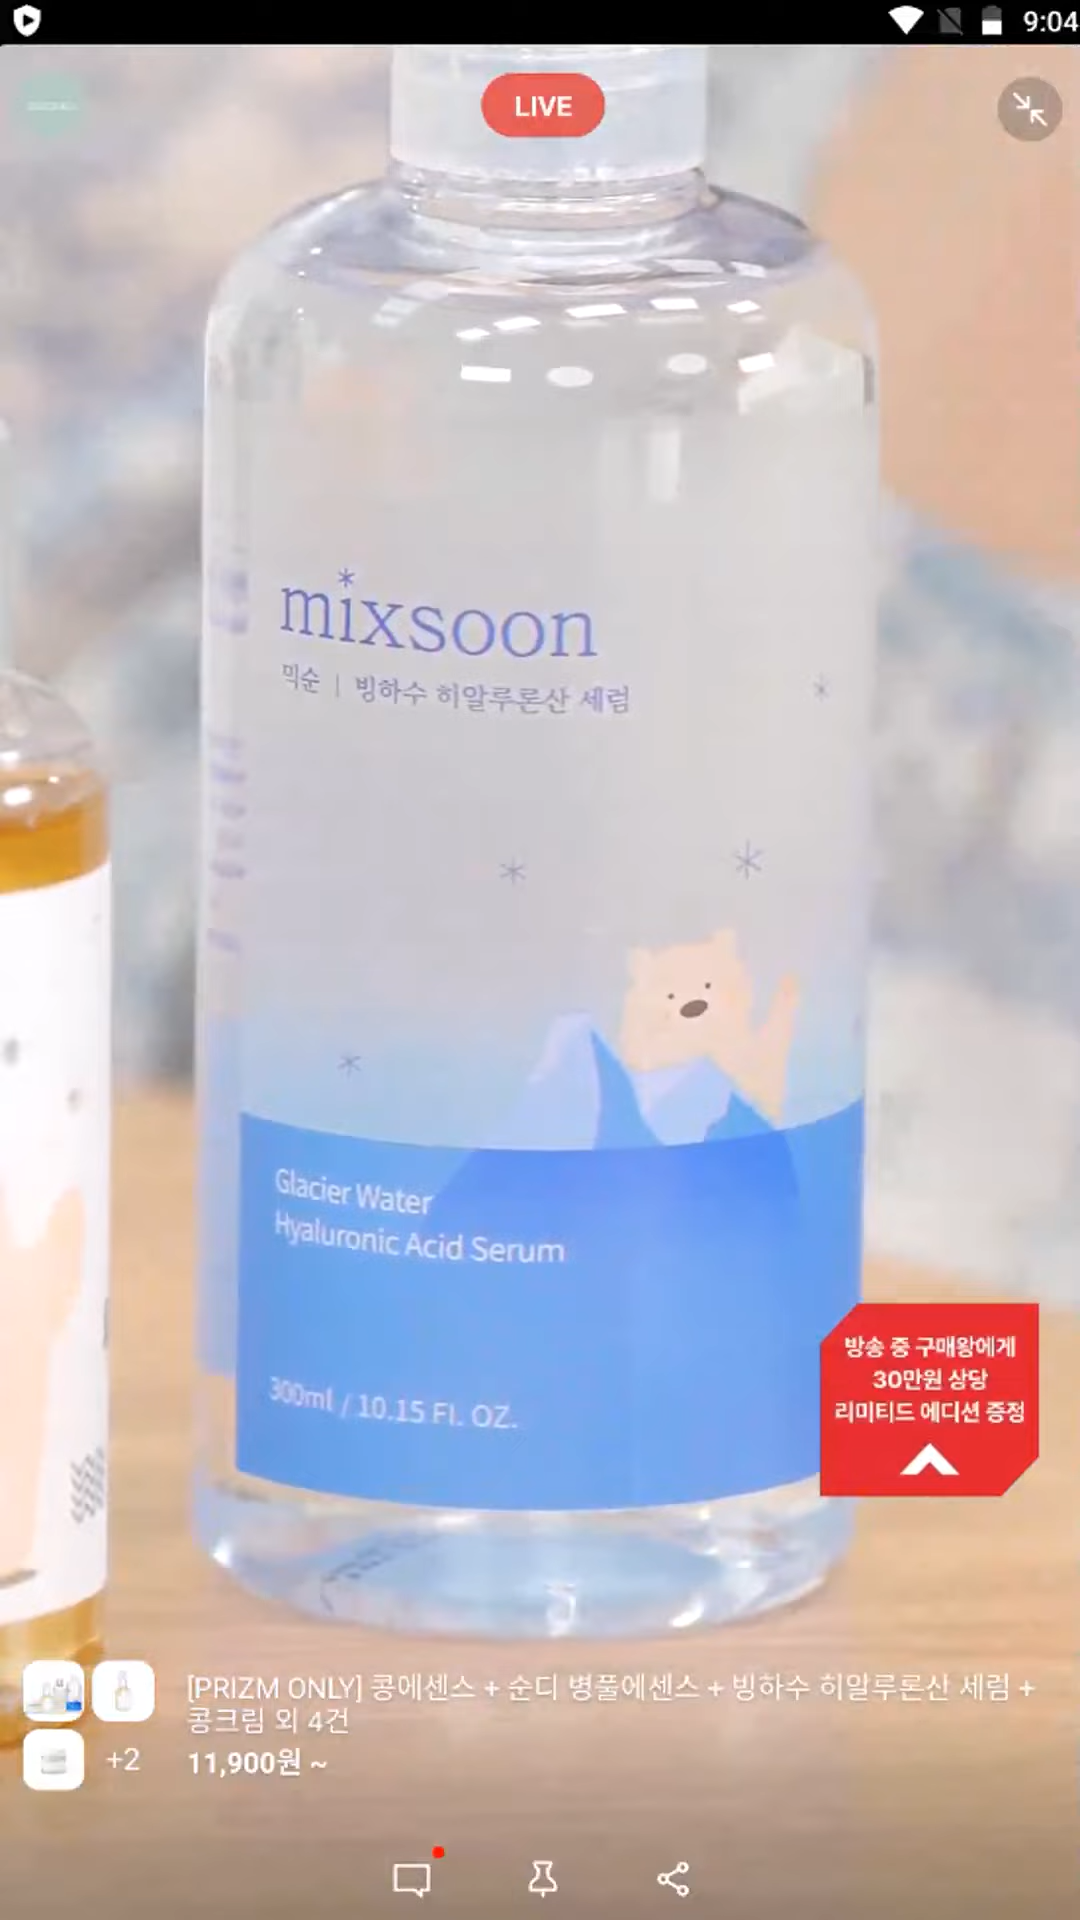 9:04
LIVE
mixsoon
믹순 | 빙하수 히알루론산 세럼
Glacier Water
Hyaluronic Acid Serum
300ml / 10.15 Fl. OZ.
방송 중 구매왕에게
30만원 상당
리미티드 에디션 증정
[PRIZM ONLY] 콩에센스 + 순디 병풀에센스 + 빙하수 히알루론산 세럼 +
콩크림 외 4건
+2
11,900원 ~